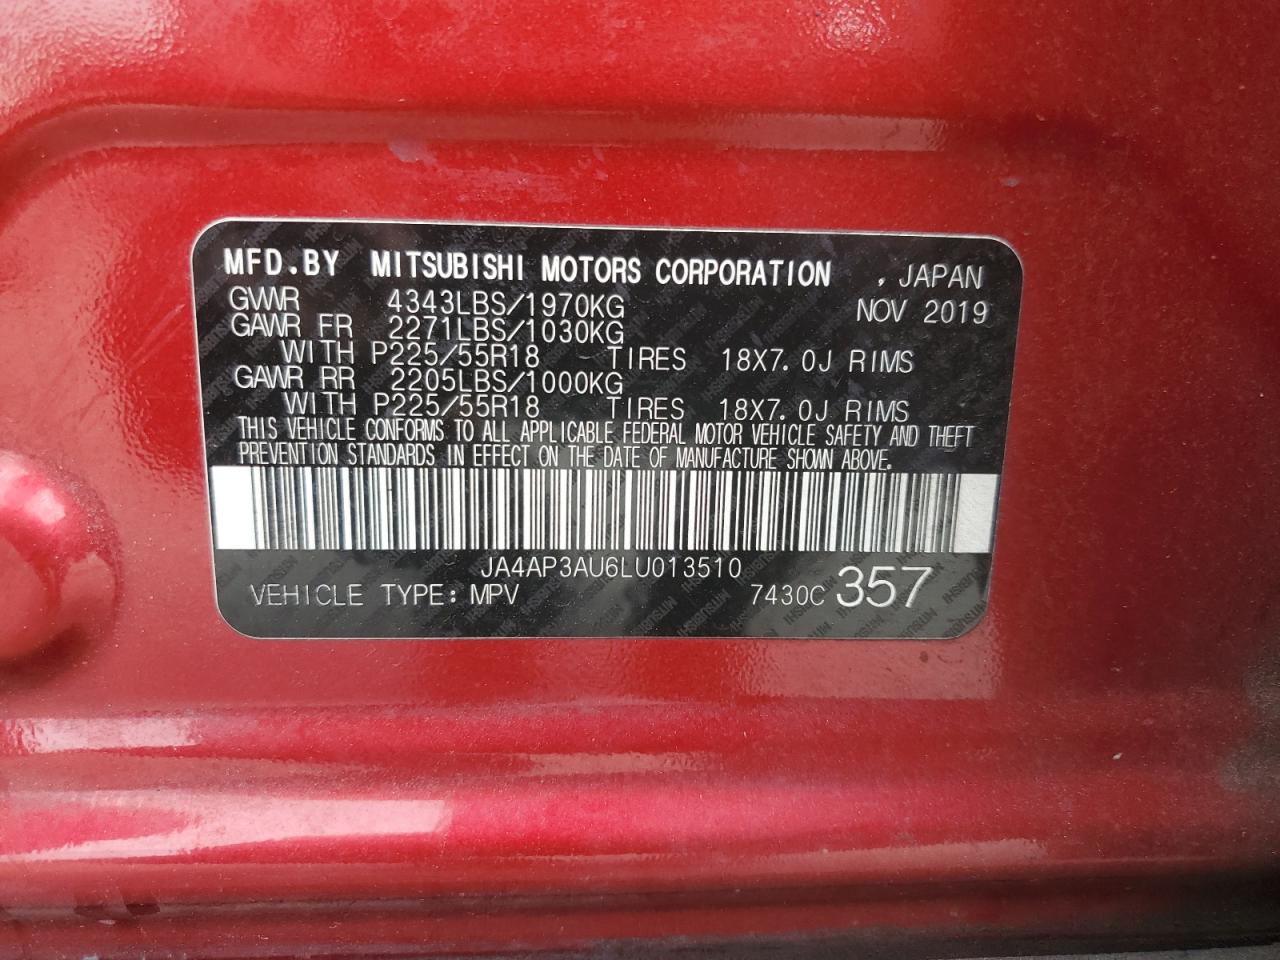 MFD.BY MITSUBISHI MOTORS CORPORATION , JAPAN
GVWR 4343LBS/1970KG NOV 2019
GAWR FR 2271LBS/1030KG
WITH P225/55R18 TIRES 18X7.0J RIMS
GAWR RR 2205LBS/1000KG
WITH P225/55R18 TIRES 18X7.0J RIMS
THIS VEHICLE CONFORMS TO ALL APPLICABLE FEDERAL MOTOR VEHICLE SAFETY AND THEFT
PREVENTION STANDARDS IN EFFECT ON THE DATE OF MANUFACTURE SHOWN ABOVE.
JA4AP3AU6LU013510
VEHICLE TYPE: MPV 7430C 357